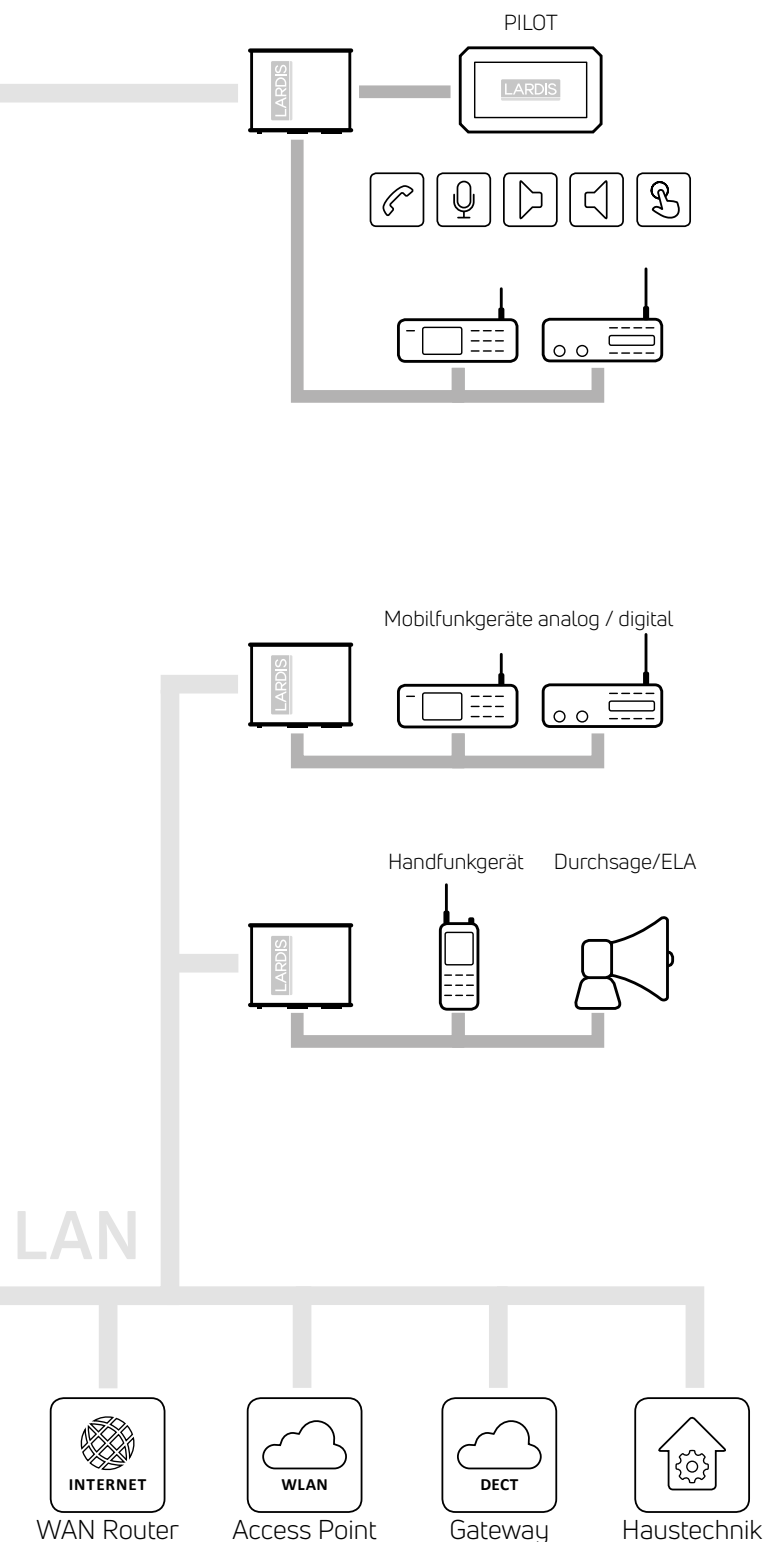 PILOT
LARDIS
LARDIS
Mobilfunkgeräte analog / digital
LARDIS
Handfunkgerät
Durchsage/ELA
LARDIS
LAN
INTERNET
WLAN
DECT
WAN Router
Access Point
Gateway
Haustechnik